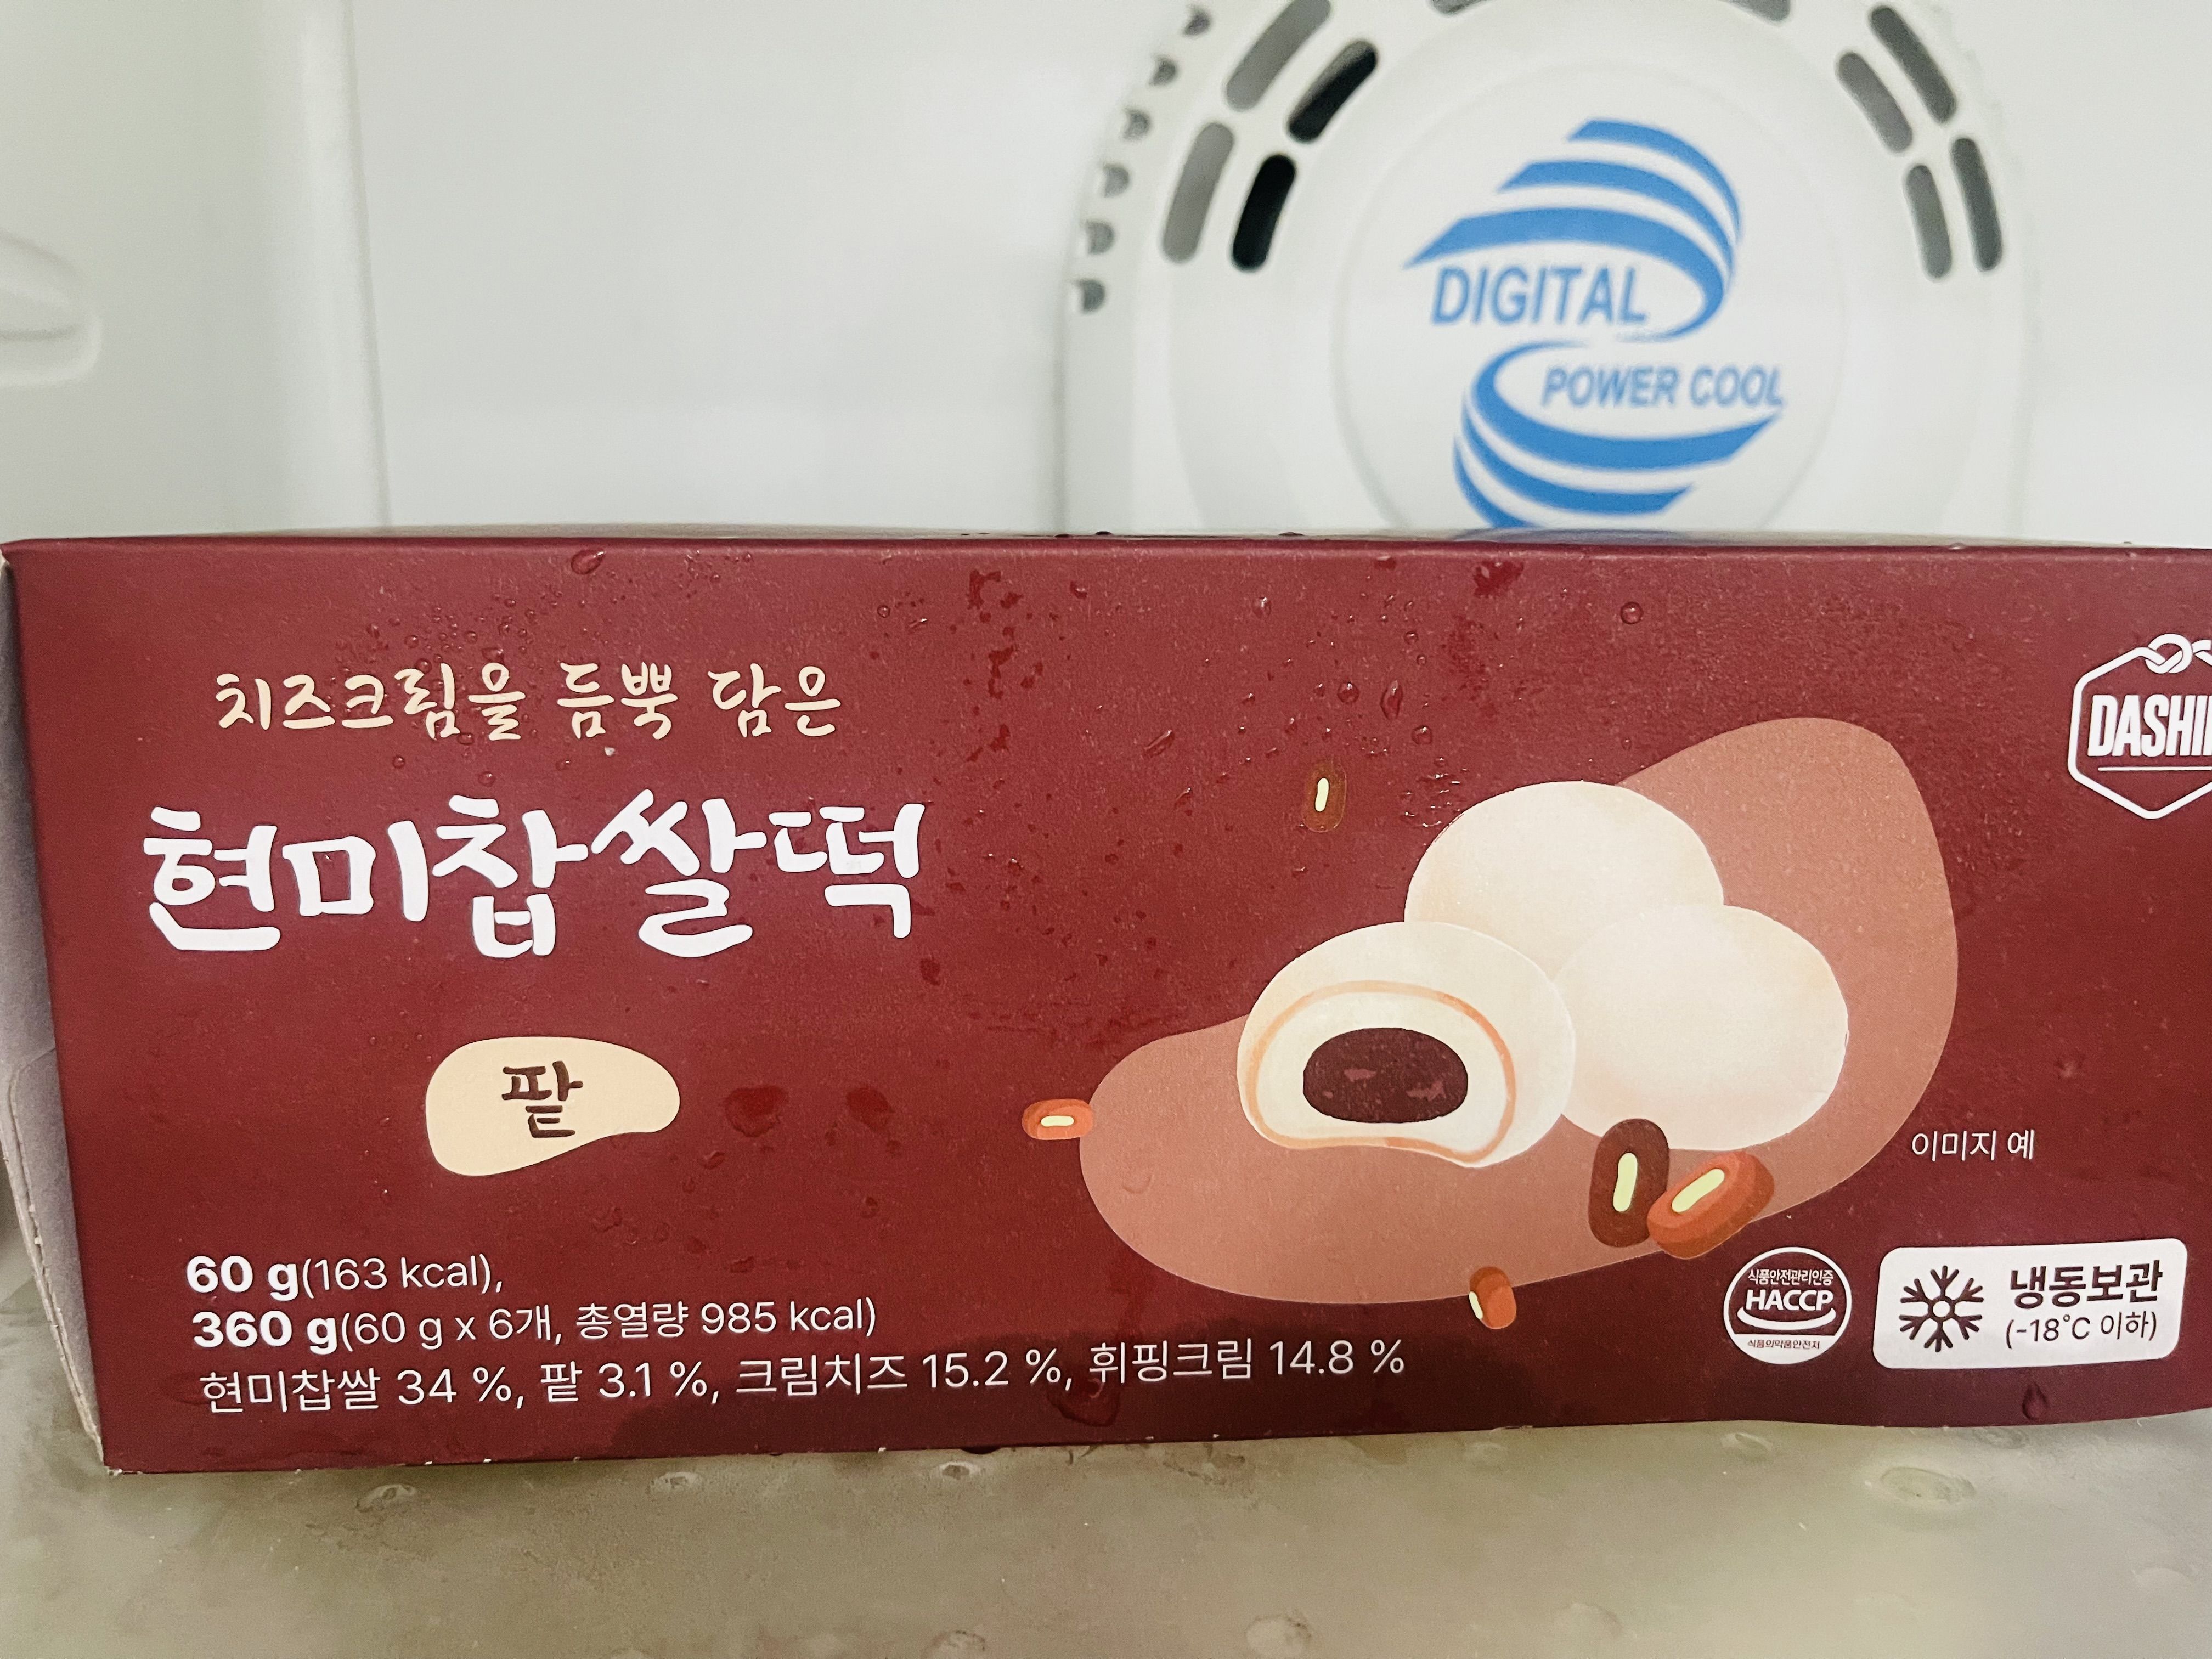 DIGITAL
POWER COOL
치즈크림을 듬뿍 담은
현미찹쌀떡
팥
60 g(163 kcal),
360 g(60 g x 6개, 총열량 985 kcal)
현미찹쌀 34 %, 팥 3.1 %, 크림치즈 15.2 %, 휘핑크림 14.8 %
이미지 예
식품안전관리인증
HACCP
식품의약품안전처
냉동보관
(-18°C 이하)